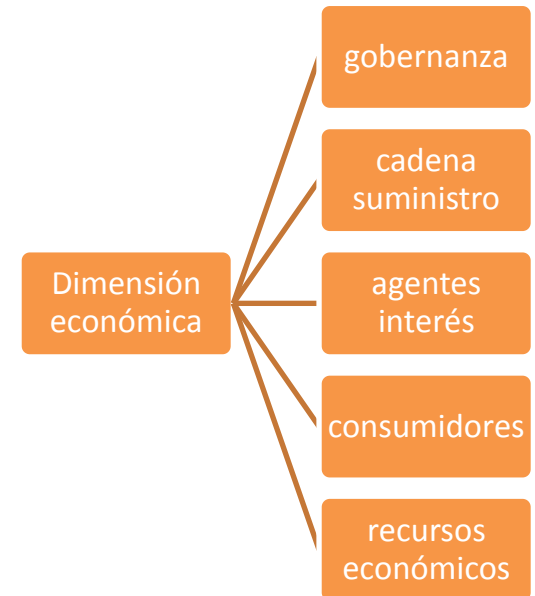 gobernanza
cadena
suministro
Dimensión
económica
agentes
interés
consumidores
recursos
económicos